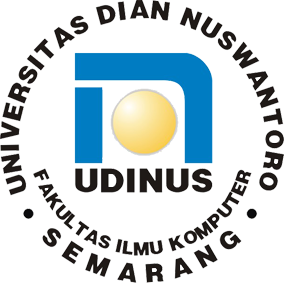 UNIVERSITAS DIAN NUSWANTORO
UDINUS
FAKULTAS ILMU KOMPUTER
• SEMARANG •